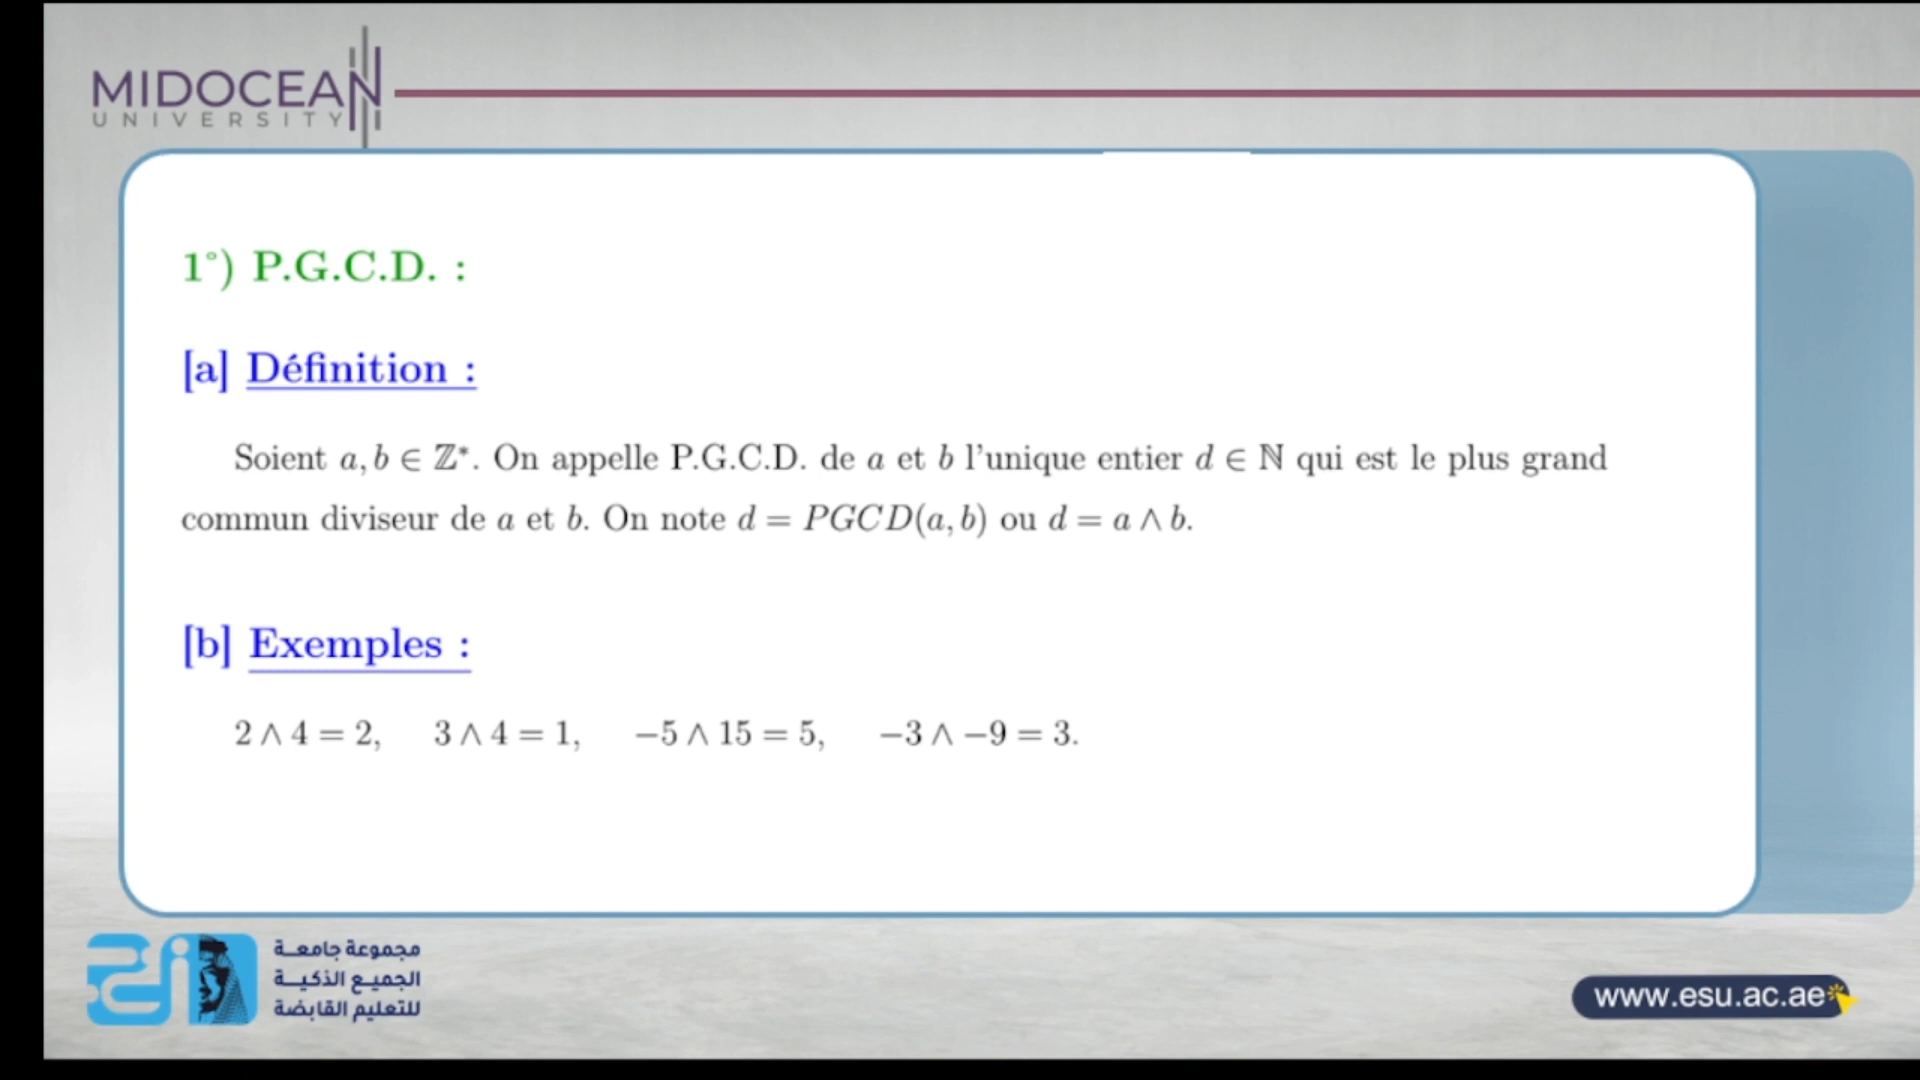 MIDOCEAN
UNIVERSITY
1°) P.G.C.D. :
[a] Définition :
Soient a, b ∈ ℤ*. On appelle P.G.C.D. de a et b l'unique entier d ∈ ℕ qui est le plus grand
commun diviseur de a et b. On note d = PGCD(a, b) ou d = a ∧ b.
[b] Exemples :
2 ∧ 4 = 2, 3 ∧ 4 = 1, −5 ∧ 15 = 5, −3 ∧ −9 = 3.
مجموعة جامعة
الجميع الذكية
للتعليم القابضة
www.esu.ac.ae